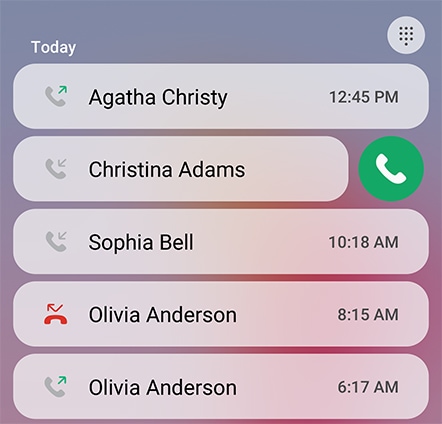 Today
Agatha Christy 12:45 PM
Christina Adams
Sophia Bell 10:18 AM
Olivia Anderson 8:15 AM
Olivia Anderson 6:17 AM